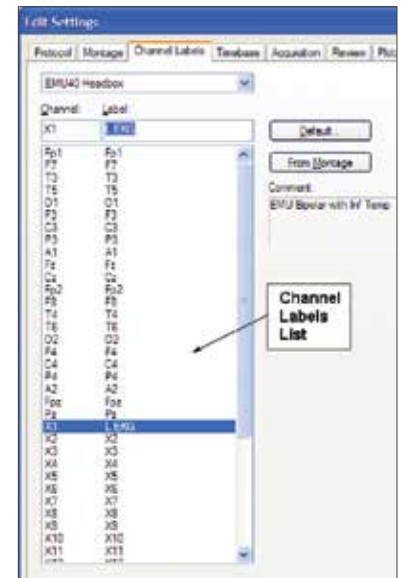 Edit Settings
Protocol Montage Channel Labels Timebase Acquisition Review
EMU40 Headbox
Channel: Label:
X1 L EKG
Default...
From Montage
Comment:
EMU Bipolar with Inf Temp
Fp1 Fp1
F7 F7
T3 T3
T5 T5
O1 O1
F3 F3
C3 C3
P3 P3
A1 A1
Fz Fz
Cz Cz
Fp2 Fp2
F8 F8
T4 T4
T6 T6
O2 O2
F4 F4
C4 C4
P4 P4
A2 A2
Fpz Fpz
Pz Pz
X1 L EKG
X2 X2
X3 X3
X4 X4
X5 X5
X6 X6
X7 X7
X8 X8
X9 X9
X10 X10
X11 X11
Channel
Labels
List